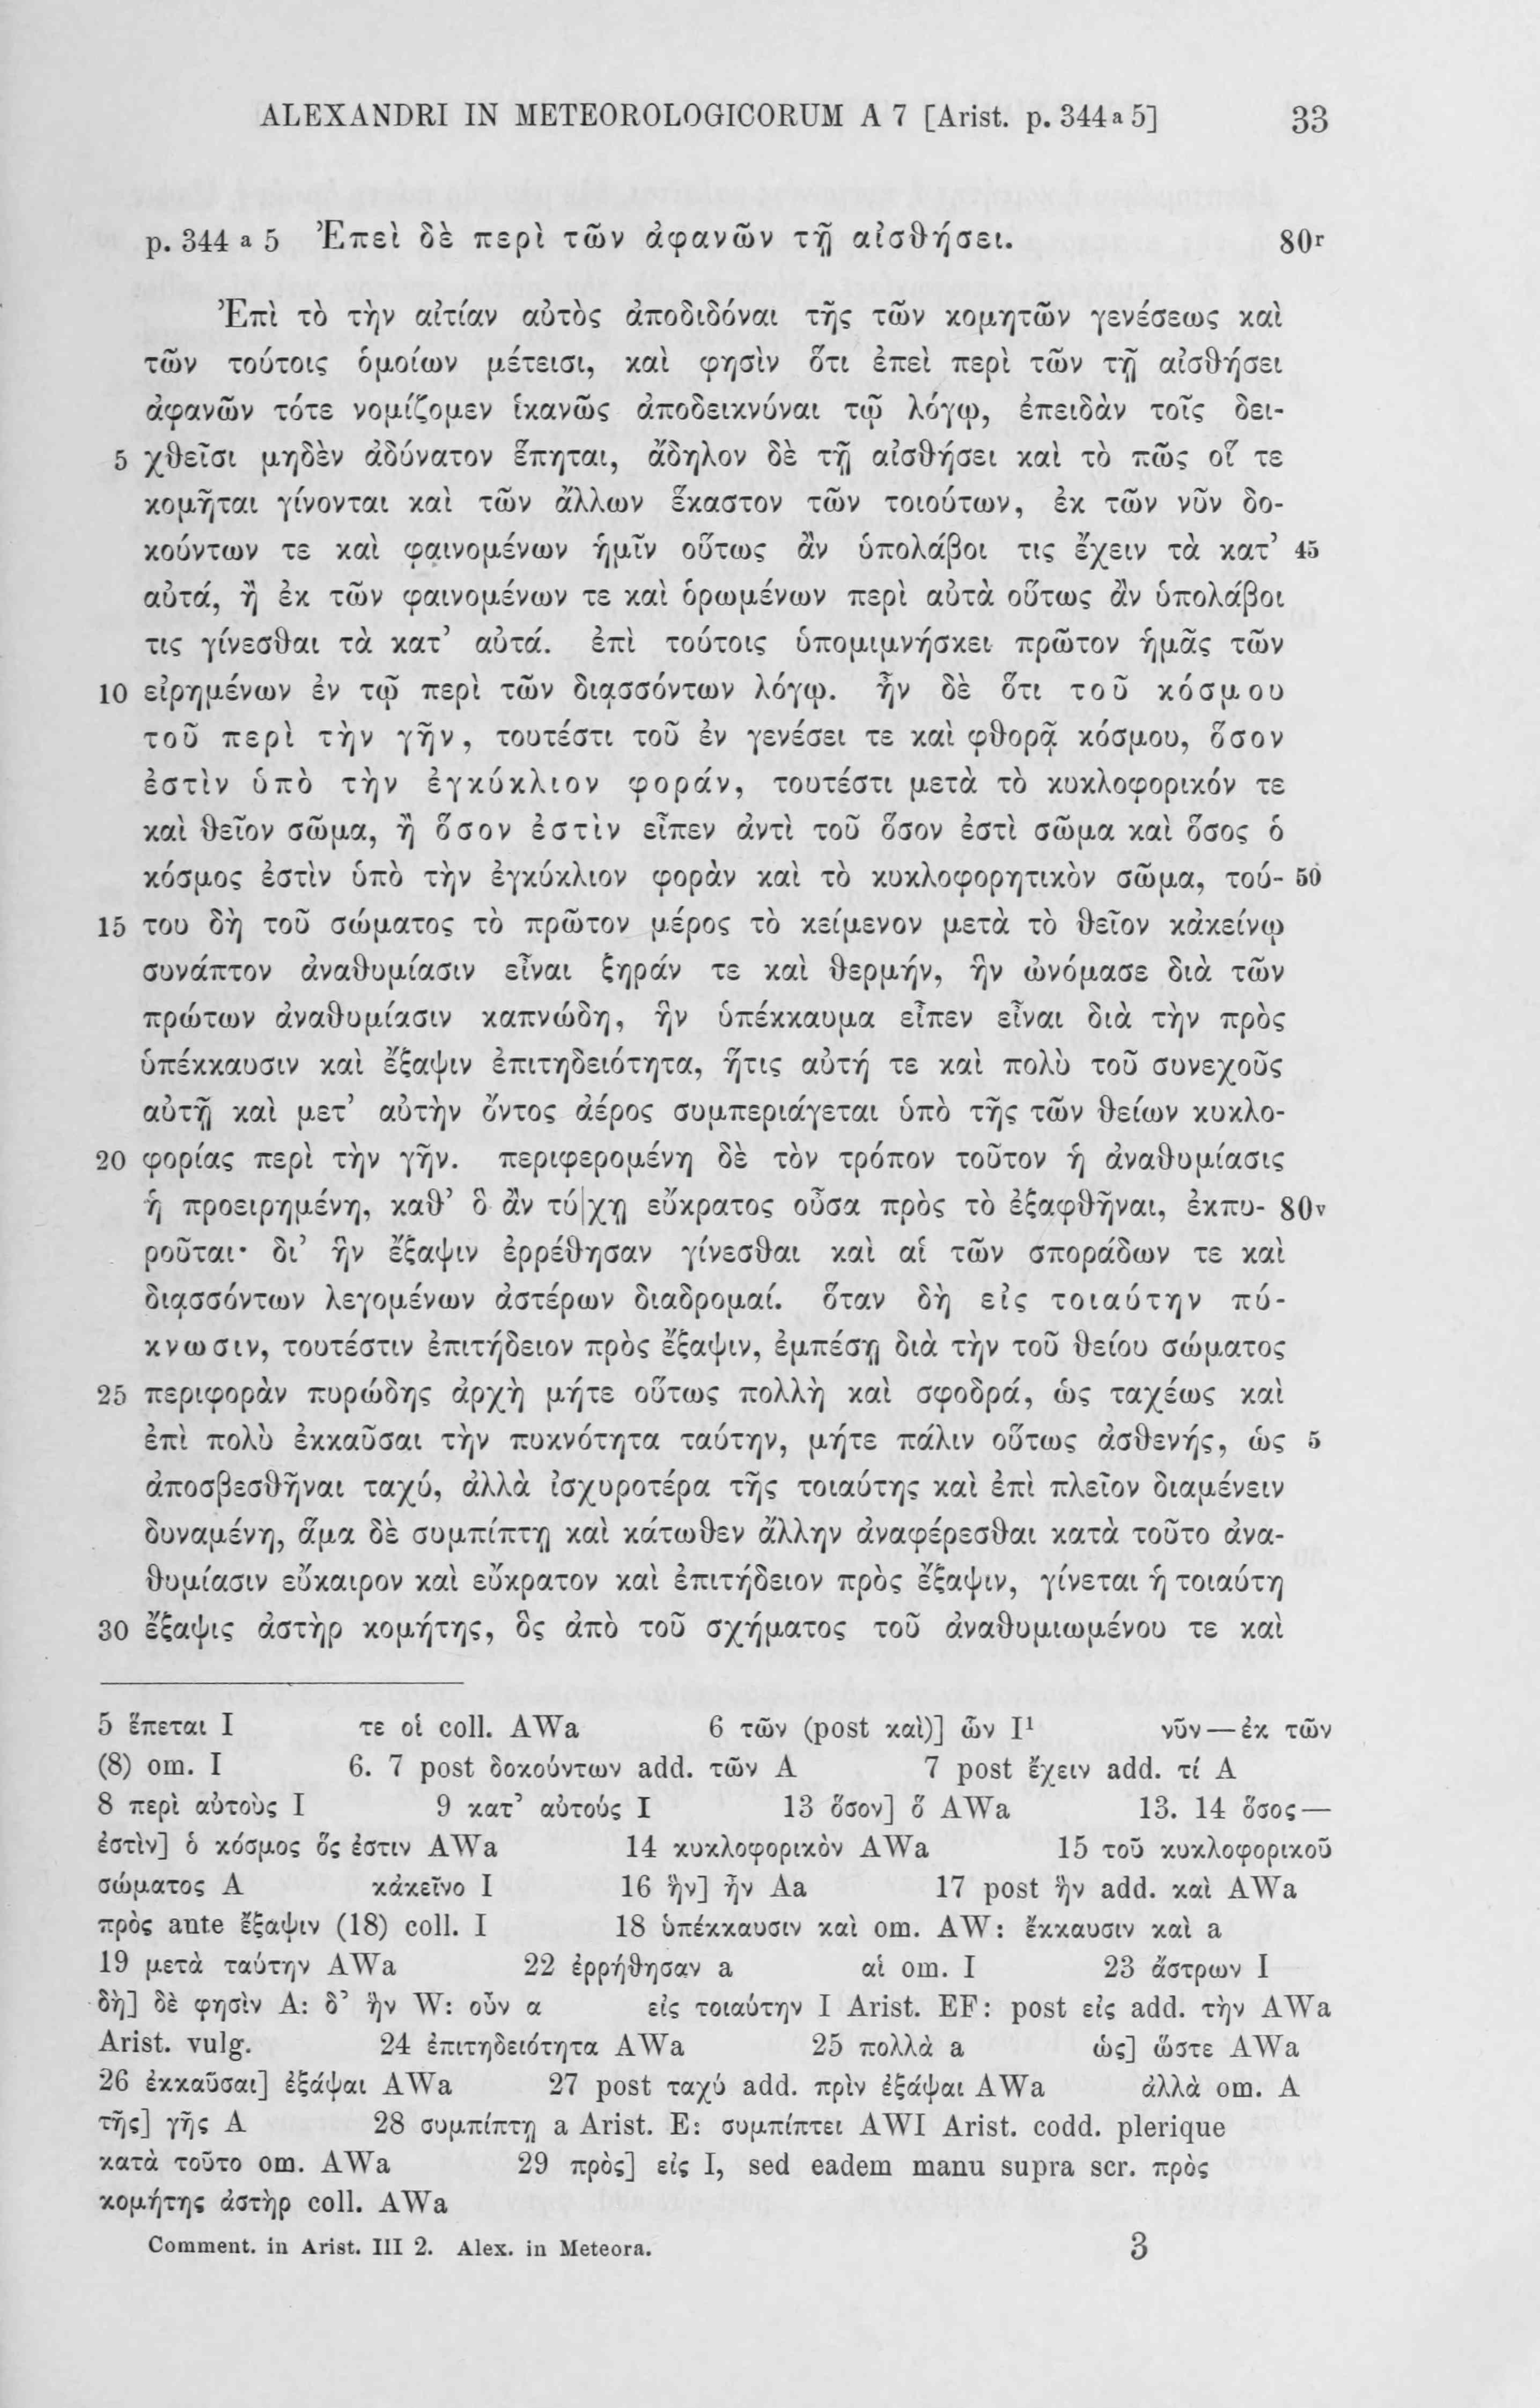 ALEXANDRI IN METEOROLOGICORUM A 7 [Arist. p. 344 a 5] 33
p. 344 a 5 Ἐπεὶ δὲ περὶ τῶν ἀφανῶν τῇ αἰσθήσει. 80r
Ἐπὶ τὸ τὴν αἰτίαν αὐτὸς ἀποδιδόναι τῆς τῶν κομητῶν γενέσεως καὶ
τῶν τούτοις ὁμοίων μέτεισι, καὶ φησὶν ὅτι ἐπεὶ περὶ τῶν τῇ αἰσθήσει
ἀφανῶν τότε νομίζομεν ἱκανῶς ἀποδεικνύναι τῷ λόγῳ, ἐπειδὰν τοῖς δει-
5 χθεῖσι μηδὲν ἀδύνατον ἕπηται, ἄδηλον δὲ τῇ αἰσθήσει καὶ τὸ πῶς οἵ τε
κομῆται γίνονται καὶ τῶν ἄλλων ἕκαστον τῶν τοιούτων, ἐκ τῶν νῦν δο-
κούντων τε καὶ φαινομένων ἡμῖν οὕτως ἂν ὑπολάβοι τις ἔχειν τὰ κατ’ 45
αὐτά, ἢ ἐκ τῶν φαινομένων τε καὶ ὁρωμένων περὶ αὐτὰ οὕτως ἂν ὑπολάβοι
τις γίνεσθαι τὰ κατ’ αὐτά. ἐπὶ τούτοις ὑπομιμνήσκει πρῶτον ἡμᾶς τῶν
10 εἰρημένων ἐν τῷ περὶ τῶν διᾳσσόντων λόγῳ. ἦν δὲ ὅτι τοῦ κόσμου
τοῦ περὶ τὴν γῆν, τουτέστι τοῦ ἐν γενέσει τε καὶ φθορᾷ κόσμου, ὅσον
ἐστὶν ὑπὸ τὴν ἐγκύκλιον φοράν, τουτέστι μετὰ τὸ κυκλοφορικόν τε
καὶ θεῖον σῶμα, ἢ ὅσον ἐστὶν εἶπεν ἀντὶ τοῦ ὅσον ἐστὶ σῶμα καὶ ὅσος ὁ
κόσμος ἐστὶν ὑπὸ τὴν ἐγκύκλιον φορὰν καὶ τὸ κυκλοφορητικὸν σῶμα, τού- 50
15 του δὴ τοῦ σώματος τὸ πρῶτον μέρος τὸ κείμενον μετὰ τὸ θεῖον κἀκείνῳ
συνάπτον ἀναθυμίασιν εἶναι ξηράν τε καὶ θερμήν, ἣν ὠνόμασε διὰ τῶν
πρώτων ἀναθυμίασιν καπνώδη, ἣν ὑπέκκαυμα εἶπεν εἶναι διὰ τὴν πρὸς
ὑπέκκαυσιν καὶ ἔξαψιν ἐπιτηδειότητα, ἥτις αὐτή τε καὶ πολὺ τοῦ συνεχοῦς
αὐτῇ καὶ μετ’ αὐτὴν ὄντος ἀέρος συμπεριάγεται ὑπὸ τῆς τῶν θείων κυκλο-
20 φορίας περὶ τὴν γῆν. περιφερομένη δὲ τὸν τρόπον τοῦτον ἡ ἀναθυμίασις
ἡ προειρημένη, καθ’ ὃ ἂν τύ|χῃ εὔκρατος οὖσα πρὸς τὸ ἐξαφθῆναι, ἐκπυ- 80v
ροῦται· δι’ ἣν ἔξαψιν ἐρρέθησαν γίνεσθαι καὶ αἱ τῶν σποράδων τε καὶ
διᾳσσόντων λεγομένων ἀστέρων διαδρομαί. ὅταν δὴ εἰς τοιαύτην πύ-
κνωσιν, τουτέστιν ἐπιτήδειον πρὸς ἔξαψιν, ἐμπέσῃ διὰ τὴν τοῦ θείου σώματος
25 περιφορὰν πυρώδης ἀρχὴ μήτε οὕτως πολλὴ καὶ σφοδρά, ὡς ταχέως καὶ
ἐπὶ πολὺ ἐκκαῦσαι τὴν πυκνότητα ταύτην, μήτε πάλιν οὕτως ἀσθενής, ὡς 5
ἀποσβεσθῆναι ταχύ, ἀλλὰ ἰσχυροτέρα τῆς τοιαύτης καὶ ἐπὶ πλεῖον διαμένειν
δυναμένη, ἅμα δὲ συμπίπτῃ καὶ κάτωθεν ἄλλην ἀναφέρεσθαι κατὰ τοῦτο ἀνα-
θυμίασιν εὔκαιρον καὶ εὔκρατον καὶ ἐπιτήδειον πρὸς ἔξαψιν, γίνεται ἡ τοιαύτη
30 ἔξαψις ἀστὴρ κομήτης, ὃς ἀπὸ τοῦ σχήματος τοῦ ἀναθυμιωμένου τε καὶ
5 ἕπεται I τε οἱ coll. AWa 6 τῶν (post καὶ)] ὧν I¹ νῦν — ἐκ τῶν
(8) om. I 6. 7 post δοκούντων add. τῶν A 7 post ἔχειν add. τί A
8 περὶ αὐτοὺς I 9 κατ’ αὐτούς I 13 ὅσον] ὅ AWa 13. 14 ὅσος —
ἐστὶν] ὁ κόσμος ὅς ἐστιν AWa 14 κυκλοφορικὸν AWa 15 τοῦ κυκλοφορικοῦ
σώματος A κἀκεῖνο I 16 ἣν] ἦν Aa 17 post ἣν add. καὶ AWa
πρὸς ante ἔξαψιν (18) coll. I 18 ὑπέκκαυσιν καὶ om. AW: ἔκκαυσιν καὶ a
19 μετὰ ταύτην AWa 22 ἐρρήθησαν a αἱ om. I 23 ἄστρων I
δὴ] δὲ φησὶν A: δ’ ἣν W: οὖν α εἰς τοιαύτην I Arist. EF: post εἰς add. τὴν AWa
Arist. vulg. 24 ἐπιτηδειότητα AWa 25 πολλὰ a ὡς] ὥστε AWa
26 ἐκκαῦσαι] ἐξάψαι AWa 27 post ταχύ add. πρὶν ἐξάψαι AWa ἀλλὰ om. A
τῆς] γῆς A 28 συμπίπτῃ a Arist. E: συμπίπτει AWI Arist. codd. plerique
κατὰ τοῦτο om. AWa 29 πρὸς] εἰς I, sed eadem manu supra scr. πρὸς
κομήτης ἀστὴρ coll. AWa
Comment. in Arist. III 2. Alex. in Meteora. 3